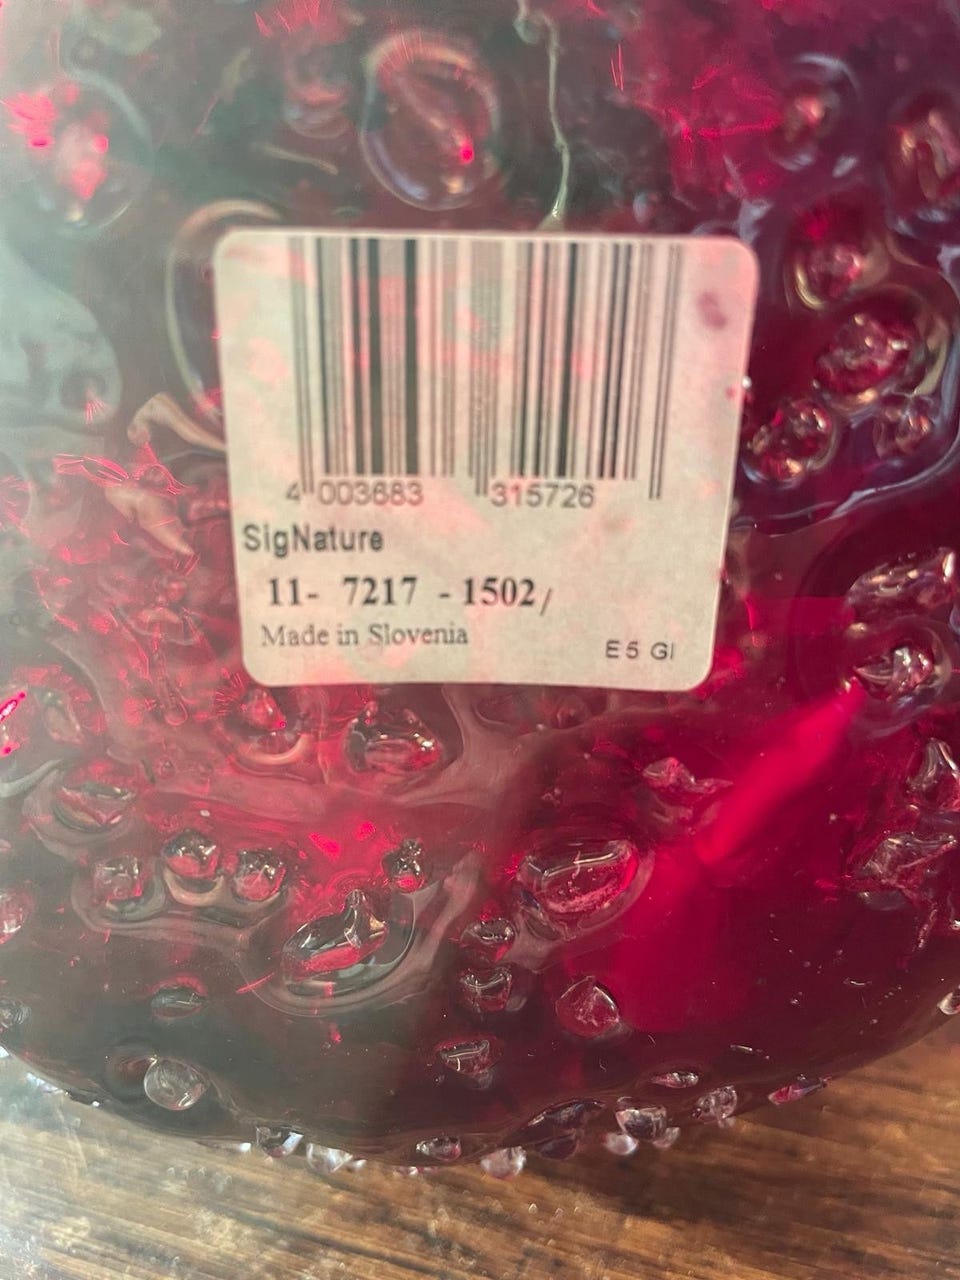 4 003683 315726
SigNature
11- 7217 - 1502/
Made in Slovenia
E5 GI